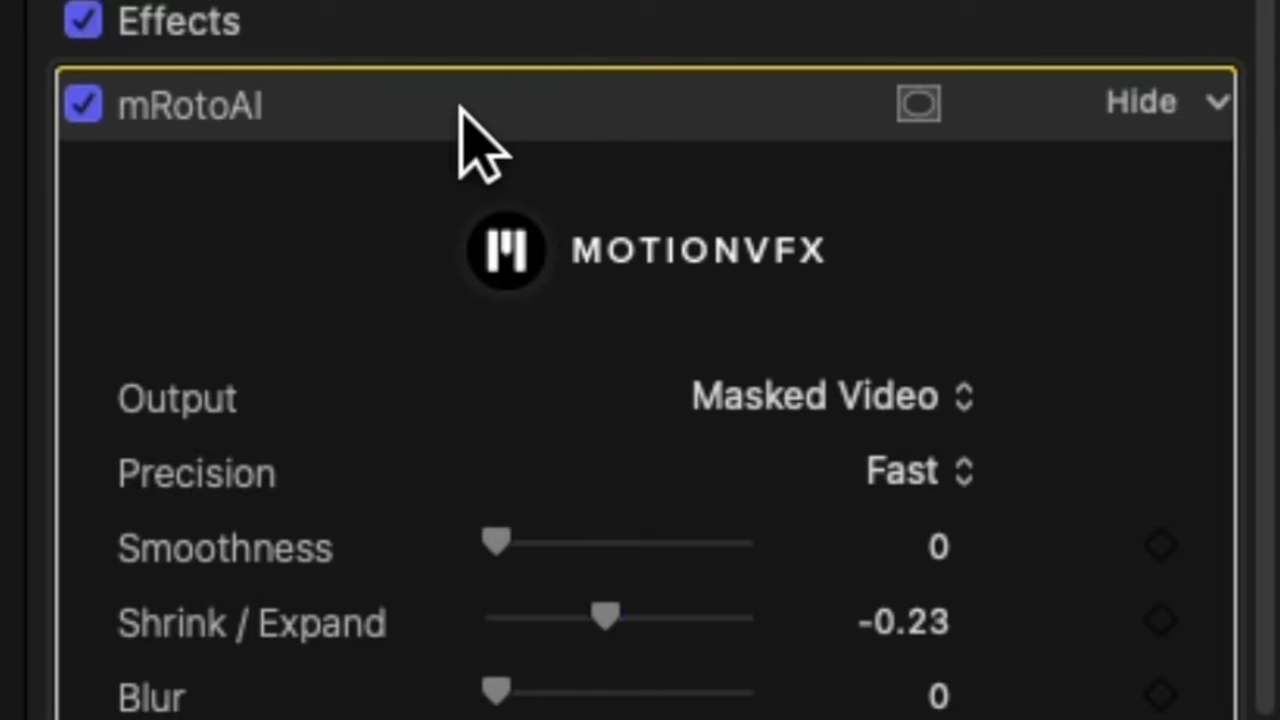 Effects
mRotoAI Hide
MOTIONVFX
Output Masked Video
Precision Fast
Smoothness 0
Shrink / Expand -0.23
Blur 0